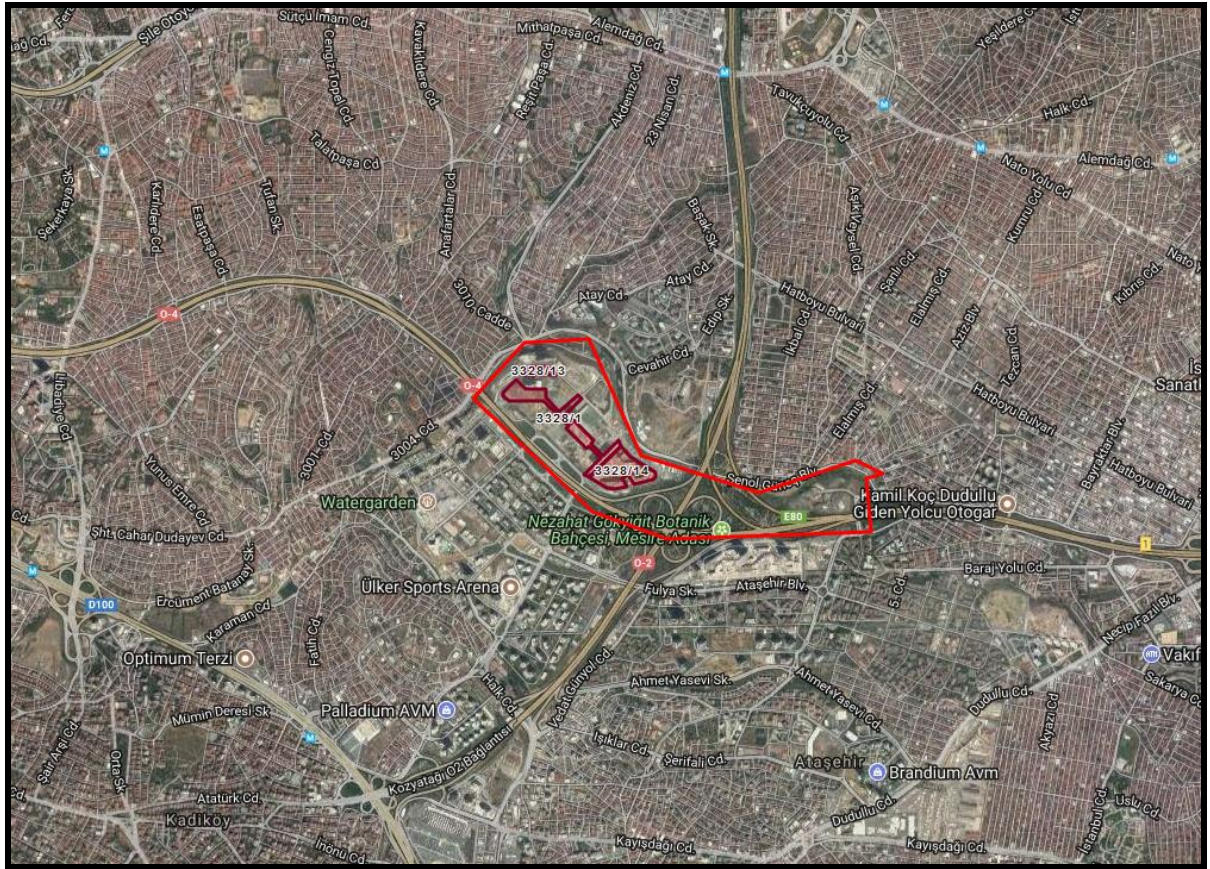 Sütçü İmam Cd.
Mithatpaşa Cd.
Alemdağ Cd.
Yeşildere Cd.
Şile Otoyolu
Cengiz Topel Cd.
Kavaklıdere Cd.
Reşit Paşa Cd.
Akdeniz Cd.
23 Nisan Cd.
M
Tavukçuyolu Cd.
M
Halk Cd.
Talatpaşa Cd.
M
M
Alemdağ Cd.
M
Nato Yolu Cd
Şekerkaya Sk.
Karlıdere Cd.
Esatpaşa Cd.
Tufan Sk.
Anafartalar Cd.
Başak Sk.
Aşık Veysel Cd.
Kumru Cd.
Şanlı Cd.
Atay Cd.
Atay Cd.
Edip Sk.
Hatboyu Bulvarı
Elalmış Cd.
Aziz Blv
Kıbrıs Cd.
3010. Cadde
O-4
İkbal Cd.
Tezcan Cd.
Cevahir Cd.
3328/13
O-4
Libadiye Cd.
3001. Cd.
3004. Cd.
3328/1
Elalmış Cd.
Hatboyu Bulvarı
Bayraktar Blv.
Hatboyu Bulvarı
Yunus Emre Cd.
3328/14
Şenol Güneş Blv.
Watergarden
Kamil Koç Dudullu
Giden Yolcu Otogar
Nezahat Gökyiğit Botanik
Bahçesi, Mesire Adası
E80
Şht. Cahar Dudayev Cd.
1
O-2
Baraj Yolu Cd.
M
Ercüment Batanay Sk.
Ülker Sports Arena
Fulya Sk.
Ataşehir Blv.
5. Cd.
D100
Karaman Cd.
Fatih Cd.
Necip Fazıl Blv.
Optimum Terzi
Vakıf
Halk Cd.
Vedat Günyol Cd.
Ahmet Yasevi Sk.
Ahmet Yasevi Cd.
Sakarya Cd.
Dudullu Cd.
Akyazı Cd
Mümin Deresi Sk
Palladium AVM
M
Işıklar Cd.
Şerifali Cd.
Ataşehir
Brandium Avm
Şair Arşı Cd.
Orta Sk
Kozyatağı O2 Bağlantısı
Atatürk Cd.
Kadıköy
Dudullu Cd.
İstanbul Cd.
Uslu Cd.
İnönü Cd.
Kayışdağı Cd.
Kayışdağı Cd.